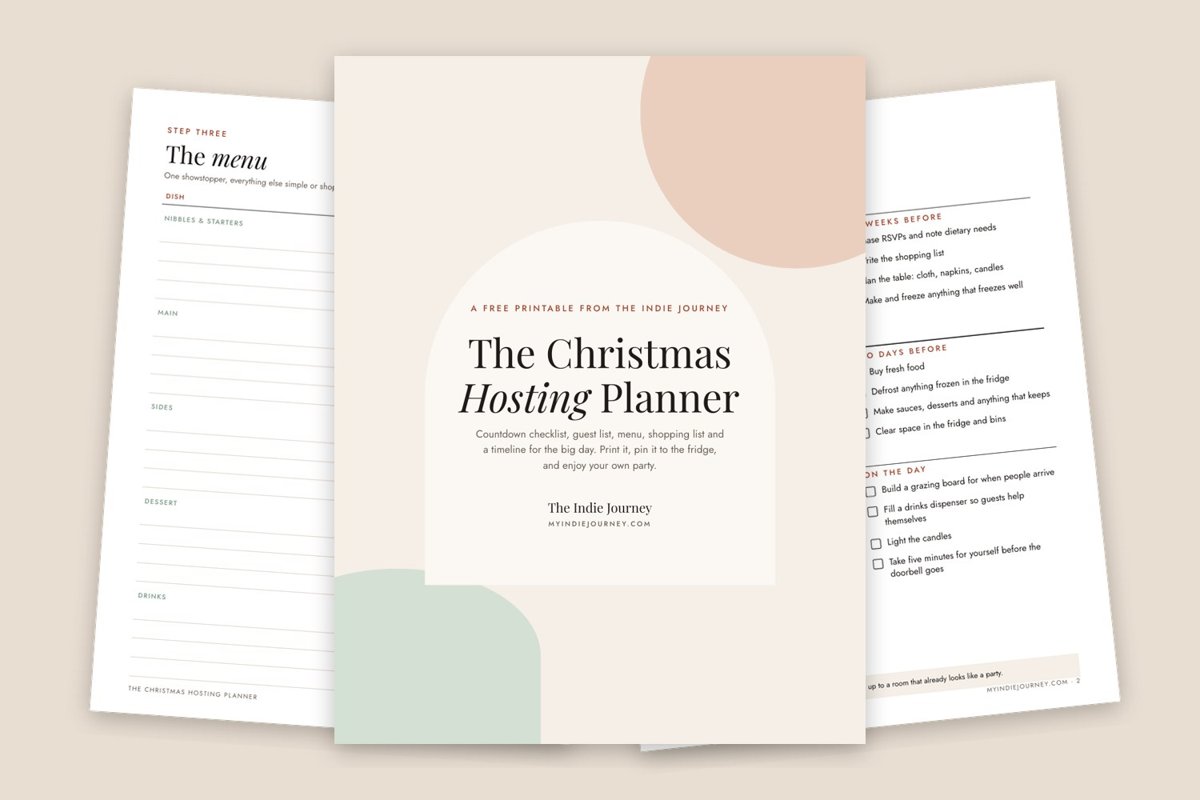 STEP THREE
The menu
One showstopper, everything else simple or
DISH
NIBBLES & STARTERS
MAIN
SIDES
DESSERT
DRINKS
THE CHRISTMAS HOSTING PLANNER
A FREE PRINTABLE FROM THE INDIE JOURNEY
The Christmas
Hosting Planner
Countdown checklist, guest list, menu, shopping list and
a timeline for the big day. Print it, pin it to the fridge,
and enjoy your own party.
The Indie Journey
MYINDIEJOURNEY.COM
WEEKS BEFORE
RSVPs and note dietary needs
the shopping list
the table: cloth, napkins, candles
Make and freeze anything that freezes well
DAYS BEFORE
Buy fresh food
Defrost anything frozen in the fridge
Make sauces, desserts and anything that keeps
Clear space in the fridge and bins
ON THE DAY
Build a grazing board for when people arrive
Fill a drinks dispenser so guests help
themselves
Light the candles
Take five minutes for yourself before the
doorbell goes
up to a room that already looks like a party.
MYINDIEJOURNEY.COM · 2